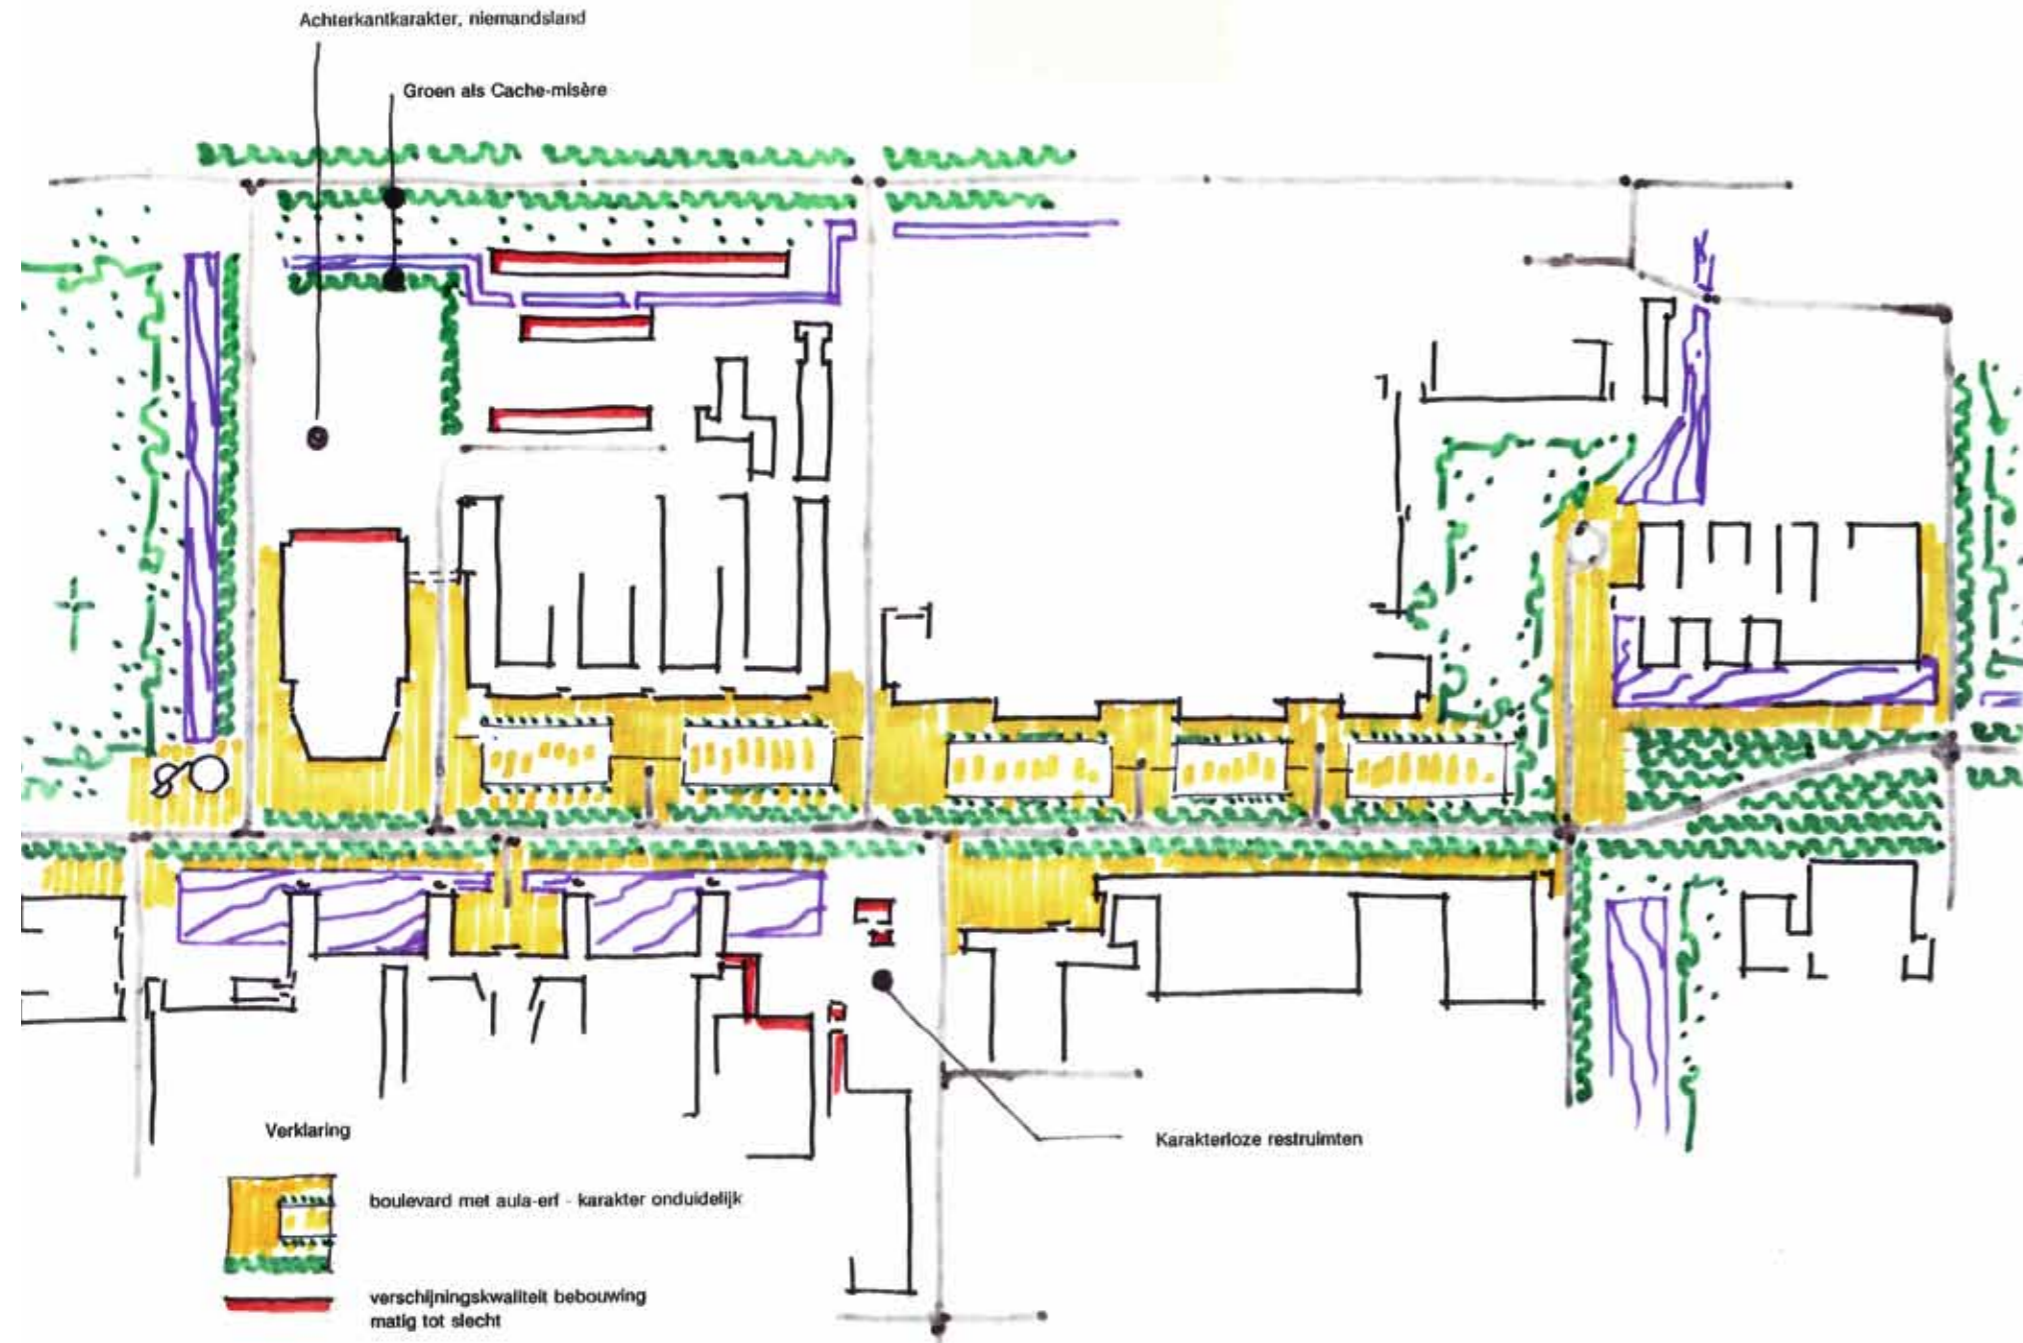 Achterkantkarakter, niemandsland
Groen als Cache-misère
Karakterloze restruimten
Verklaring
boulevard met aula-erf - karakter onduidelijk
verschijningskwaliteit bebouwing
matig tot slecht